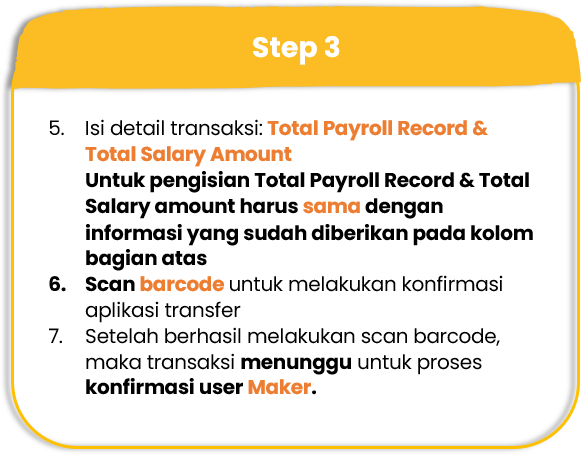 Step 3
5. Isi detail transaksi: Total Payroll Record &
Total Salary Amount
Untuk pengisian Total Payroll Record & Total
Salary amount harus sama dengan
informasi yang sudah diberikan pada kolom
bagian atas
6. Scan barcode untuk melakukan konfirmasi
aplikasi transfer
7. Setelah berhasil melakukan scan barcode,
maka transaksi menunggu untuk proses
konfirmasi user Maker.